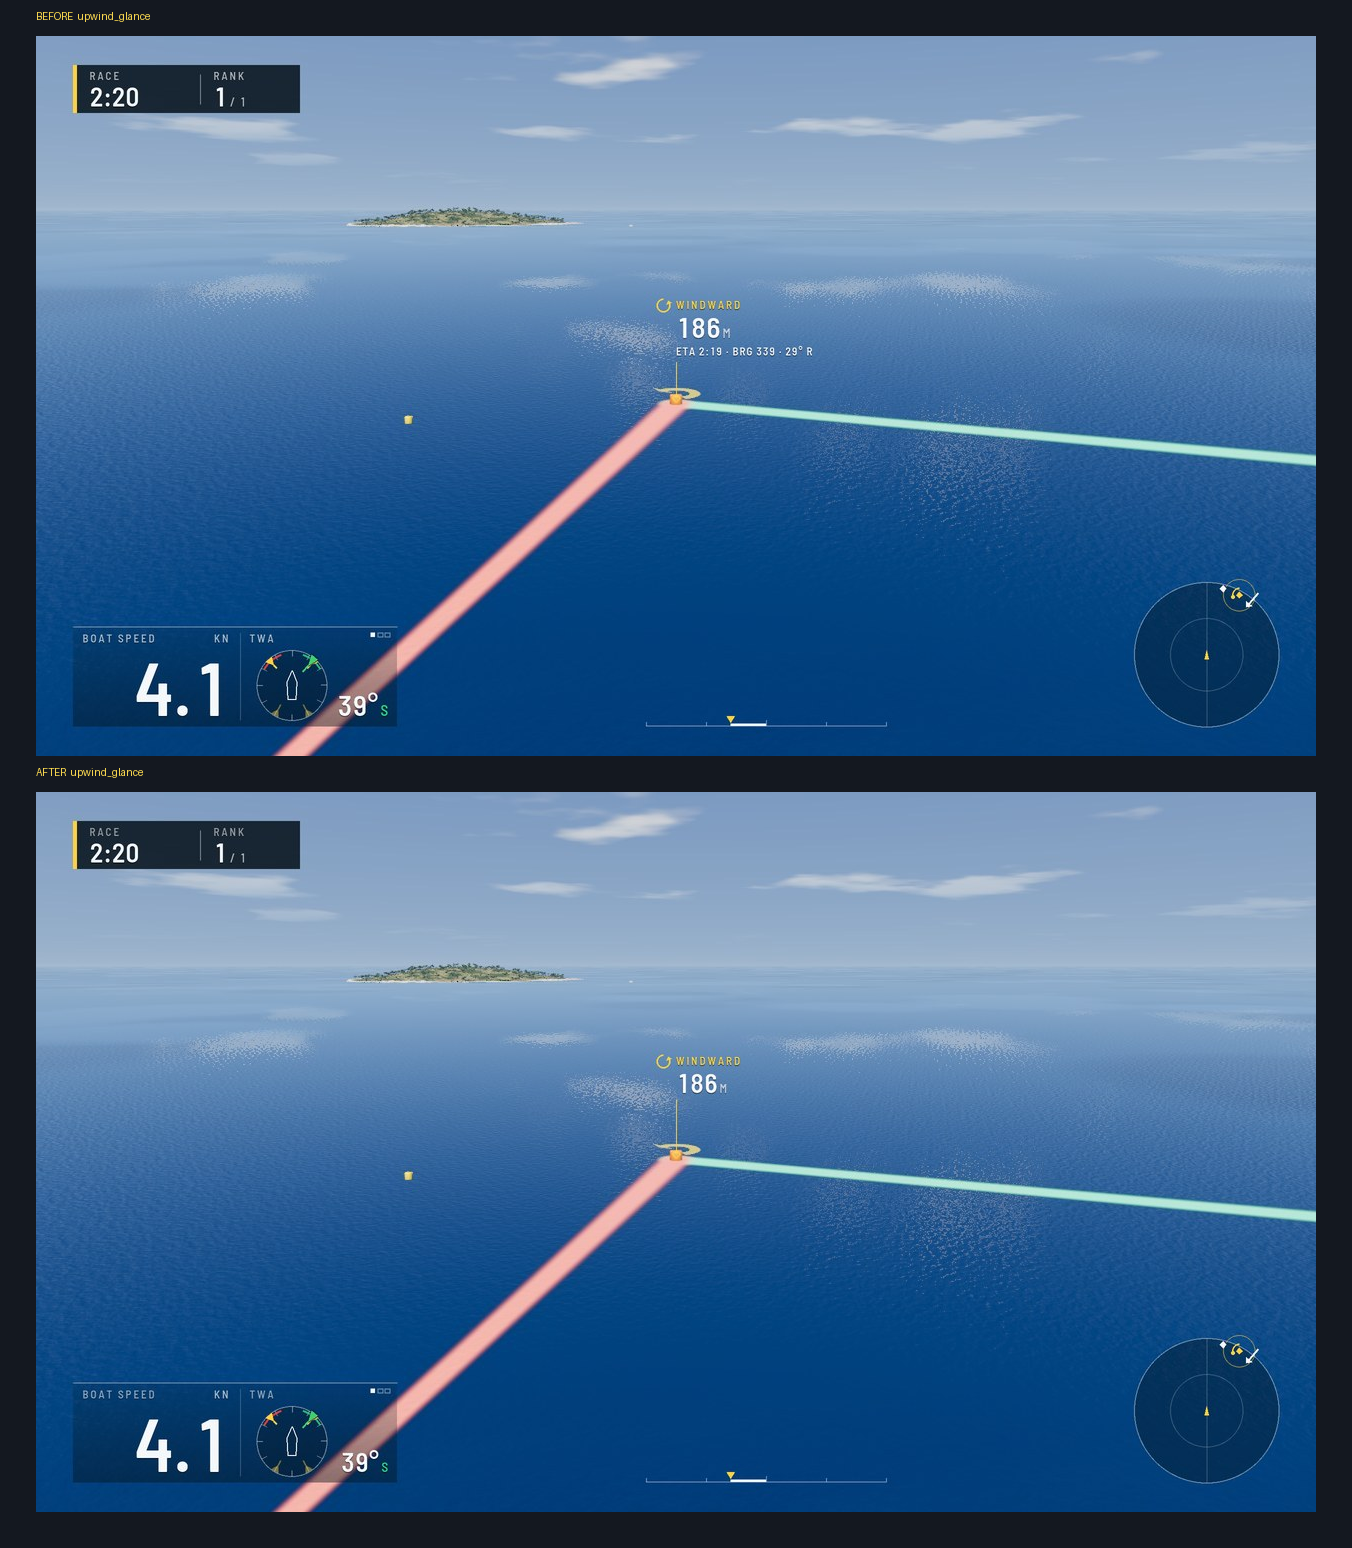 BEFORE upwind_glance
RACE RANK
2:20 1 / 1
WINDWARD
186 M
ETA 2:19 · BRG 339 · 29° R
BOAT SPEED KN TWA
4.1 39° S
AFTER upwind_glance
RACE RANK
2:20 1 / 1
WINDWARD
186 M
BOAT SPEED KN TWA
4.1 39° S